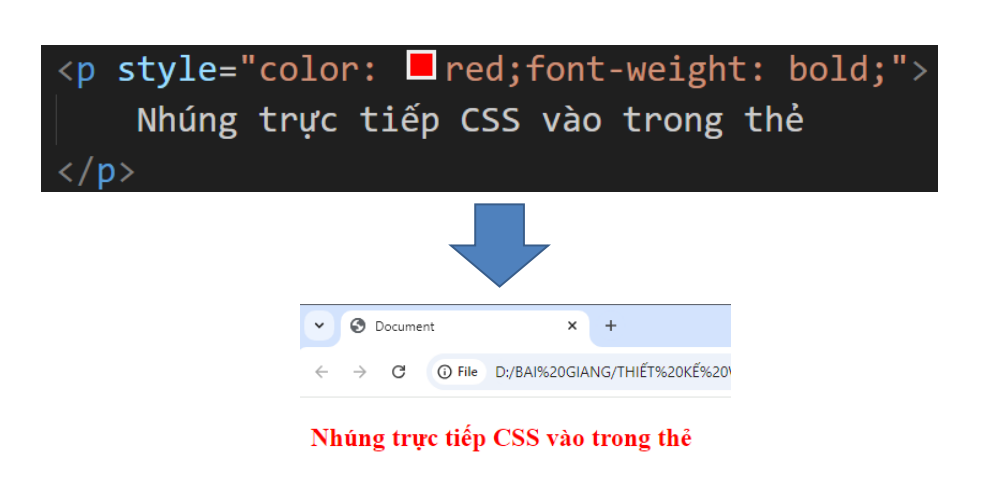 <p style="color: red;font-weight: bold;">
Nhúng trực tiếp CSS vào trong thẻ
</p>
Document
File D:/BAI%20GIANG/THIẾT%20KẾ%20
Nhúng trực tiếp CSS vào trong thẻ